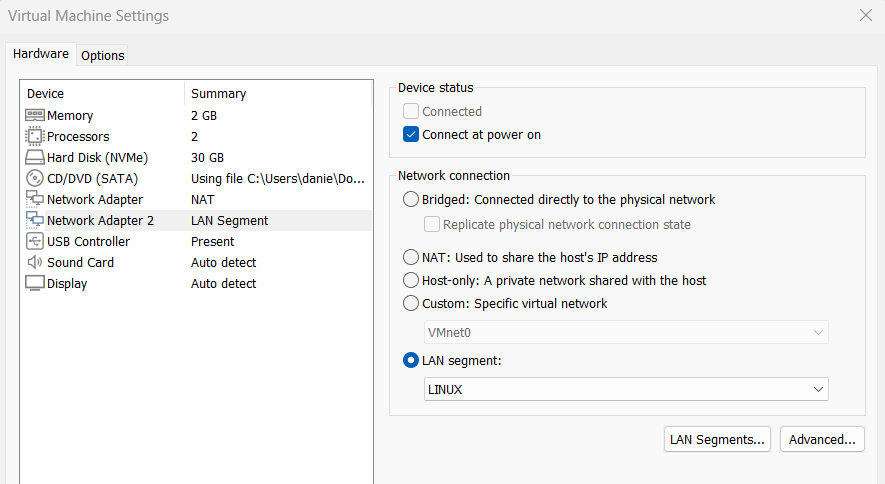 Virtual Machine Settings
Hardware Options
Device Summary
Memory 2 GB
Processors 2
Hard Disk (NVMe) 30 GB
CD/DVD (SATA) Using file C:\Users\danie\Do...
Network Adapter NAT
Network Adapter 2 LAN Segment
USB Controller Present
Sound Card Auto detect
Display Auto detect
Device status
Connected
Connect at power on
Network connection
Bridged: Connected directly to the physical network
Replicate physical network connection state
NAT: Used to share the host's IP address
Host-only: A private network shared with the host
Custom: Specific virtual network
VMnet0
LAN segment:
LINUX
LAN Segments... Advanced...